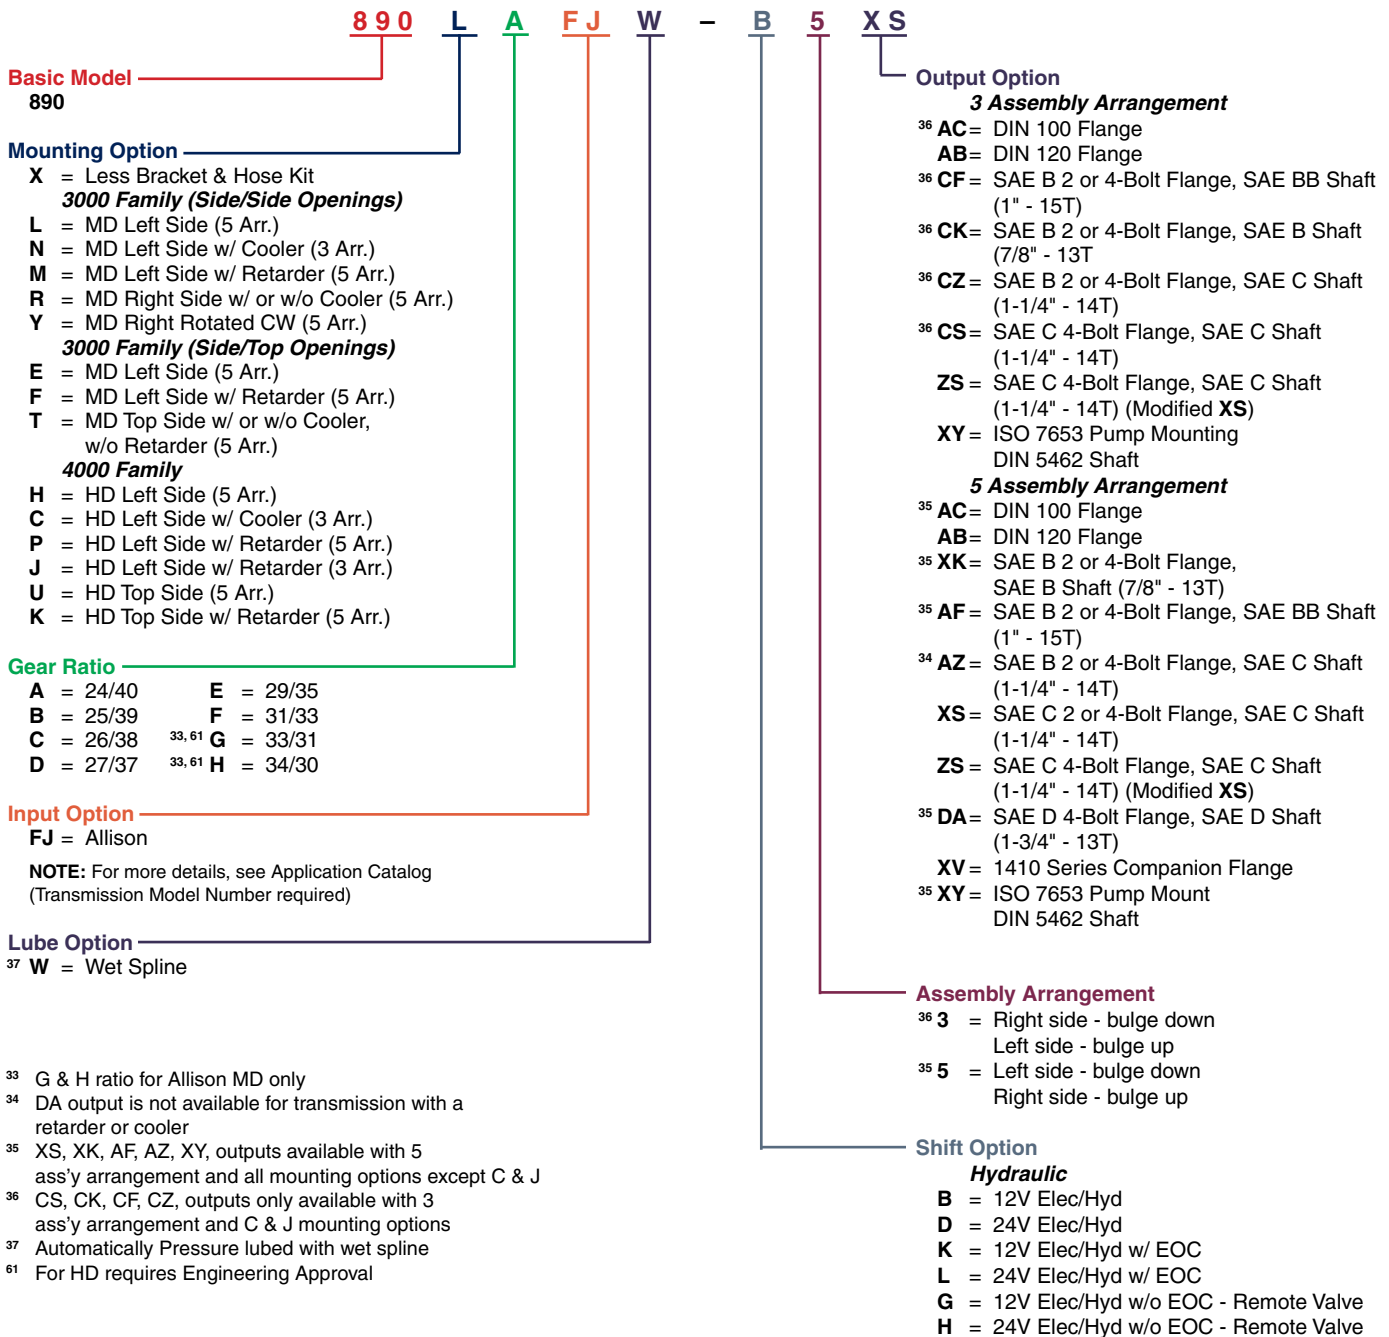 890 L A FJ W – B 5 XS
Basic Model
890
Mounting Option
X = Less Bracket & Hose Kit
3000 Family (Side/Side Openings)
L = MD Left Side (5 Arr.)
N = MD Left Side w/ Cooler (3 Arr.)
M = MD Left Side w/ Retarder (5 Arr.)
R = MD Right Side w/ or w/o Cooler (5 Arr.)
Y = MD Right Rotated CW (5 Arr.)
3000 Family (Side/Top Openings)
E = MD Left Side (5 Arr.)
F = MD Left Side w/ Retarder (5 Arr.)
T = MD Top Side w/ or w/o Cooler,
w/o Retarder (5 Arr.)
4000 Family
H = HD Left Side (5 Arr.)
C = HD Left Side w/ Cooler (3 Arr.)
P = HD Left Side w/ Retarder (5 Arr.)
J = HD Left Side w/ Retarder (3 Arr.)
U = HD Top Side (5 Arr.)
K = HD Top Side w/ Retarder (5 Arr.)
Gear Ratio
A = 24/40 E = 29/35
B = 25/39 F = 31/33
C = 26/38 33, 61 G = 33/31
D = 27/37 33, 61 H = 34/30
Input Option
FJ = Allison
NOTE: For more details, see Application Catalog
(Transmission Model Number required)
Lube Option
37 W = Wet Spline
33 G & H ratio for Allison MD only
34 DA output is not available for transmission with a
retarder or cooler
35 XS, XK, AF, AZ, XY, outputs available with 5
ass'y arrangement and all mounting options except C & J
36 CS, CK, CF, CZ, outputs only available with 3
ass'y arrangement and C & J mounting options
37 Automatically Pressure lubed with wet spline
61 For HD requires Engineering Approval
Output Option
3 Assembly Arrangement
36 AC = DIN 100 Flange
AB = DIN 120 Flange
36 CF = SAE B 2 or 4-Bolt Flange, SAE BB Shaft
(1" - 15T)
36 CK = SAE B 2 or 4-Bolt Flange, SAE B Shaft
(7/8" - 13T
36 CZ = SAE B 2 or 4-Bolt Flange, SAE C Shaft
(1-1/4" - 14T)
36 CS = SAE C 4-Bolt Flange, SAE C Shaft
(1-1/4" - 14T)
ZS = SAE C 4-Bolt Flange, SAE C Shaft
(1-1/4" - 14T) (Modified XS)
XY = ISO 7653 Pump Mounting
DIN 5462 Shaft
5 Assembly Arrangement
35 AC = DIN 100 Flange
AB = DIN 120 Flange
35 XK = SAE B 2 or 4-Bolt Flange,
SAE B Shaft (7/8" - 13T)
35 AF = SAE B 2 or 4-Bolt Flange, SAE BB Shaft
(1" - 15T)
34 AZ = SAE B 2 or 4-Bolt Flange, SAE C Shaft
(1-1/4" - 14T)
XS = SAE C 2 or 4-Bolt Flange, SAE C Shaft
(1-1/4" - 14T)
ZS = SAE C 4-Bolt Flange, SAE C Shaft
(1-1/4" - 14T) (Modified XS)
35 DA = SAE D 4-Bolt Flange, SAE D Shaft
(1-3/4" - 13T)
XV = 1410 Series Companion Flange
35 XY = ISO 7653 Pump Mount
DIN 5462 Shaft
Assembly Arrangement
36 3 = Right side - bulge down
Left side - bulge up
35 5 = Left side - bulge down
Right side - bulge up
Shift Option
Hydraulic
B = 12V Elec/Hyd
D = 24V Elec/Hyd
K = 12V Elec/Hyd w/ EOC
L = 24V Elec/Hyd w/ EOC
G = 12V Elec/Hyd w/o EOC - Remote Valve
H = 24V Elec/Hyd w/o EOC - Remote Valve